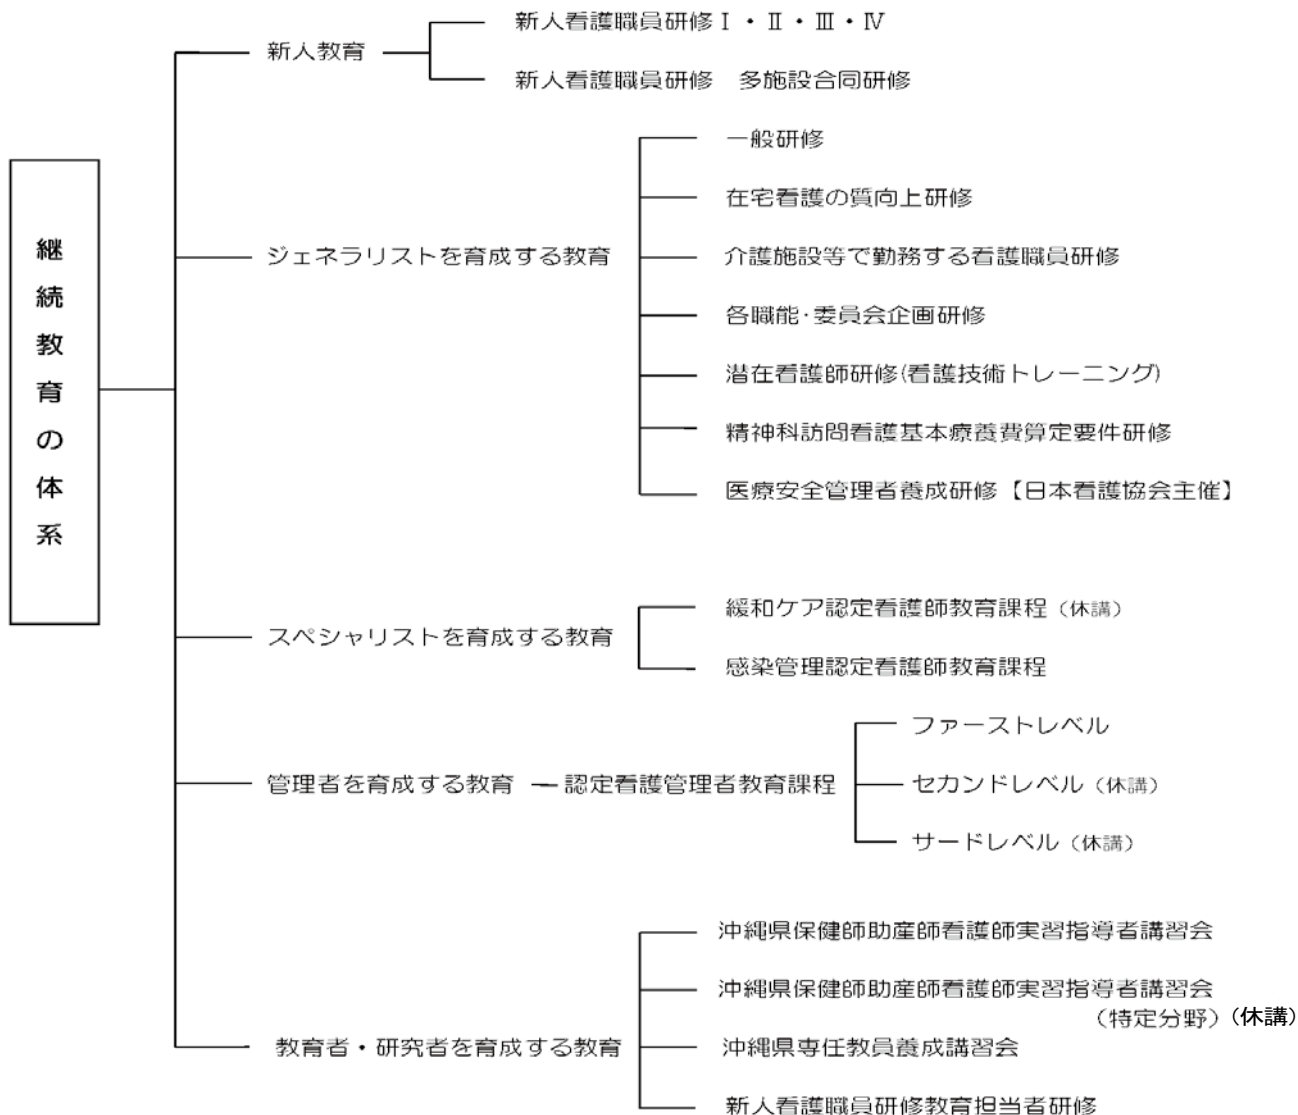 継続教育の体系
新人教育
新人看護職員研修Ⅰ・Ⅱ・Ⅲ・Ⅳ
新人看護職員研修　多施設合同研修
ジェネラリストを育成する教育
一般研修
在宅看護の質向上研修
介護施設等で勤務する看護職員研修
各職能・委員会企画研修
潜在看護師研修(看護技術トレーニング)
精神科訪問看護基本療養費算定要件研修
医療安全管理者養成研修【日本看護協会主催】
スペシャリストを育成する教育
緩和ケア認定看護師教育課程（休講）
感染管理認定看護師教育課程
管理者を育成する教育
認定看護管理者教育課程
ファーストレベル
セカンドレベル（休講）
サードレベル（休講）
教育者・研究者を育成する教育
沖縄県保健師助産師看護師実習指導者講習会
沖縄県保健師助産師看護師実習指導者講習会
（特定分野）(休講)
沖縄県専任教員養成講習会
新人看護職員研修教育担当者研修